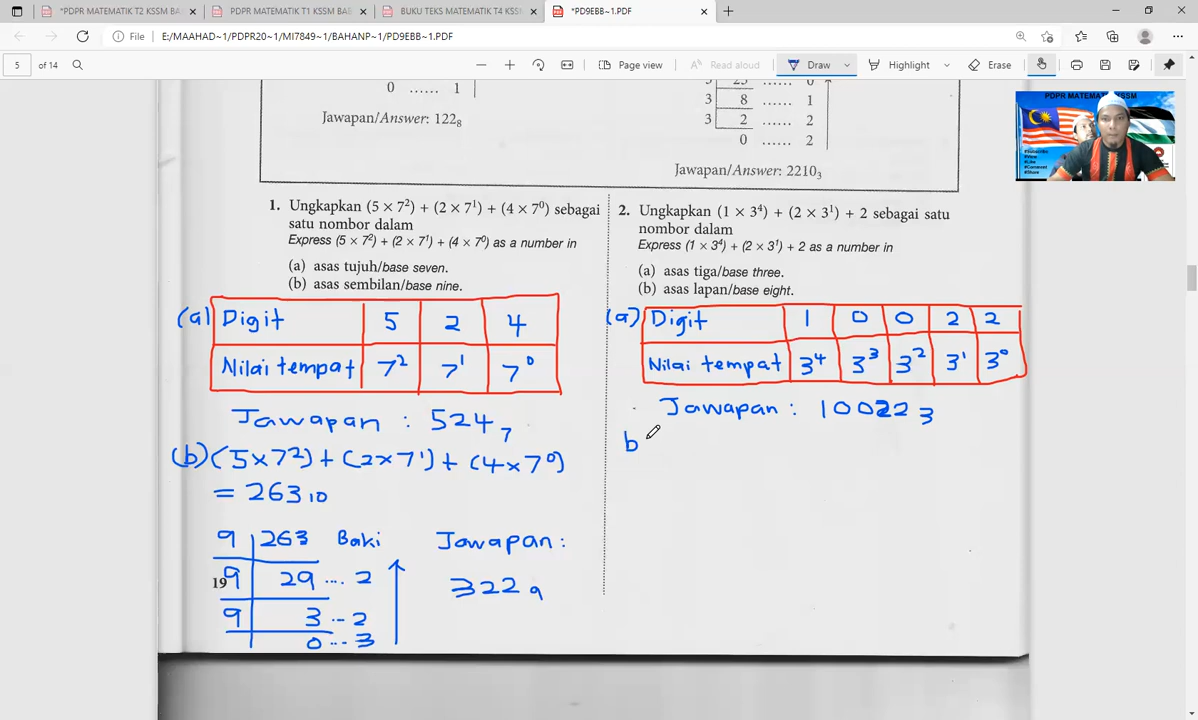 *PDPR MATEMATIK T2 KSSM BA
PDPR MATEMATIK T1 KSSM BAB
BUKU TEKS MATEMATIK T4 KSSM
*PD9EBB~1.PDF
File
E:/MAAHAD~1/PDPR20~1/MI7849~1/BAHANP~1/PD9EBB~1.PDF
5 of 14
Page view
Read aloud
Draw
Highlight
Erase
PDPR MATEMATIK KSSM
0 ...... 1
Jawapan/Answer: 122₈
3 8 ...... 1
3 2 ...... 2
0 ...... 2
Jawapan/Answer: 2210₃
1. Ungkapkan (5 × 7²) + (2 × 7¹) + (4 × 7⁰) sebagai
satu nombor dalam
Express (5 × 7²) + (2 × 7¹) + (4 × 7⁰) as a number in
(a) asas tujuh/base seven.
(b) asas sembilan/base nine.
(a) Digit 5 2 4
Nilai tempat 7² 7¹ 7⁰
Jawapan : 524₇
(b) (5×7²) + (2×7¹) + (4×7⁰)
= 263₁₀
9 263 Baki
9 29 .... 2
9 3 ... 2
0 ... 3
Jawapan:
322₉
19
2. Ungkapkan (1 × 3⁴) + (2 × 3¹) + 2 sebagai satu
nombor dalam
Express (1 × 3⁴) + (2 × 3¹) + 2 as a number in
(a) asas tiga/base three.
(b) asas lapan/base eight.
(a) Digit 1 0 0 2 2
Nilai tempat 3⁴ 3³ 3² 3¹ 3⁰
Jawapan : 10022₃
b